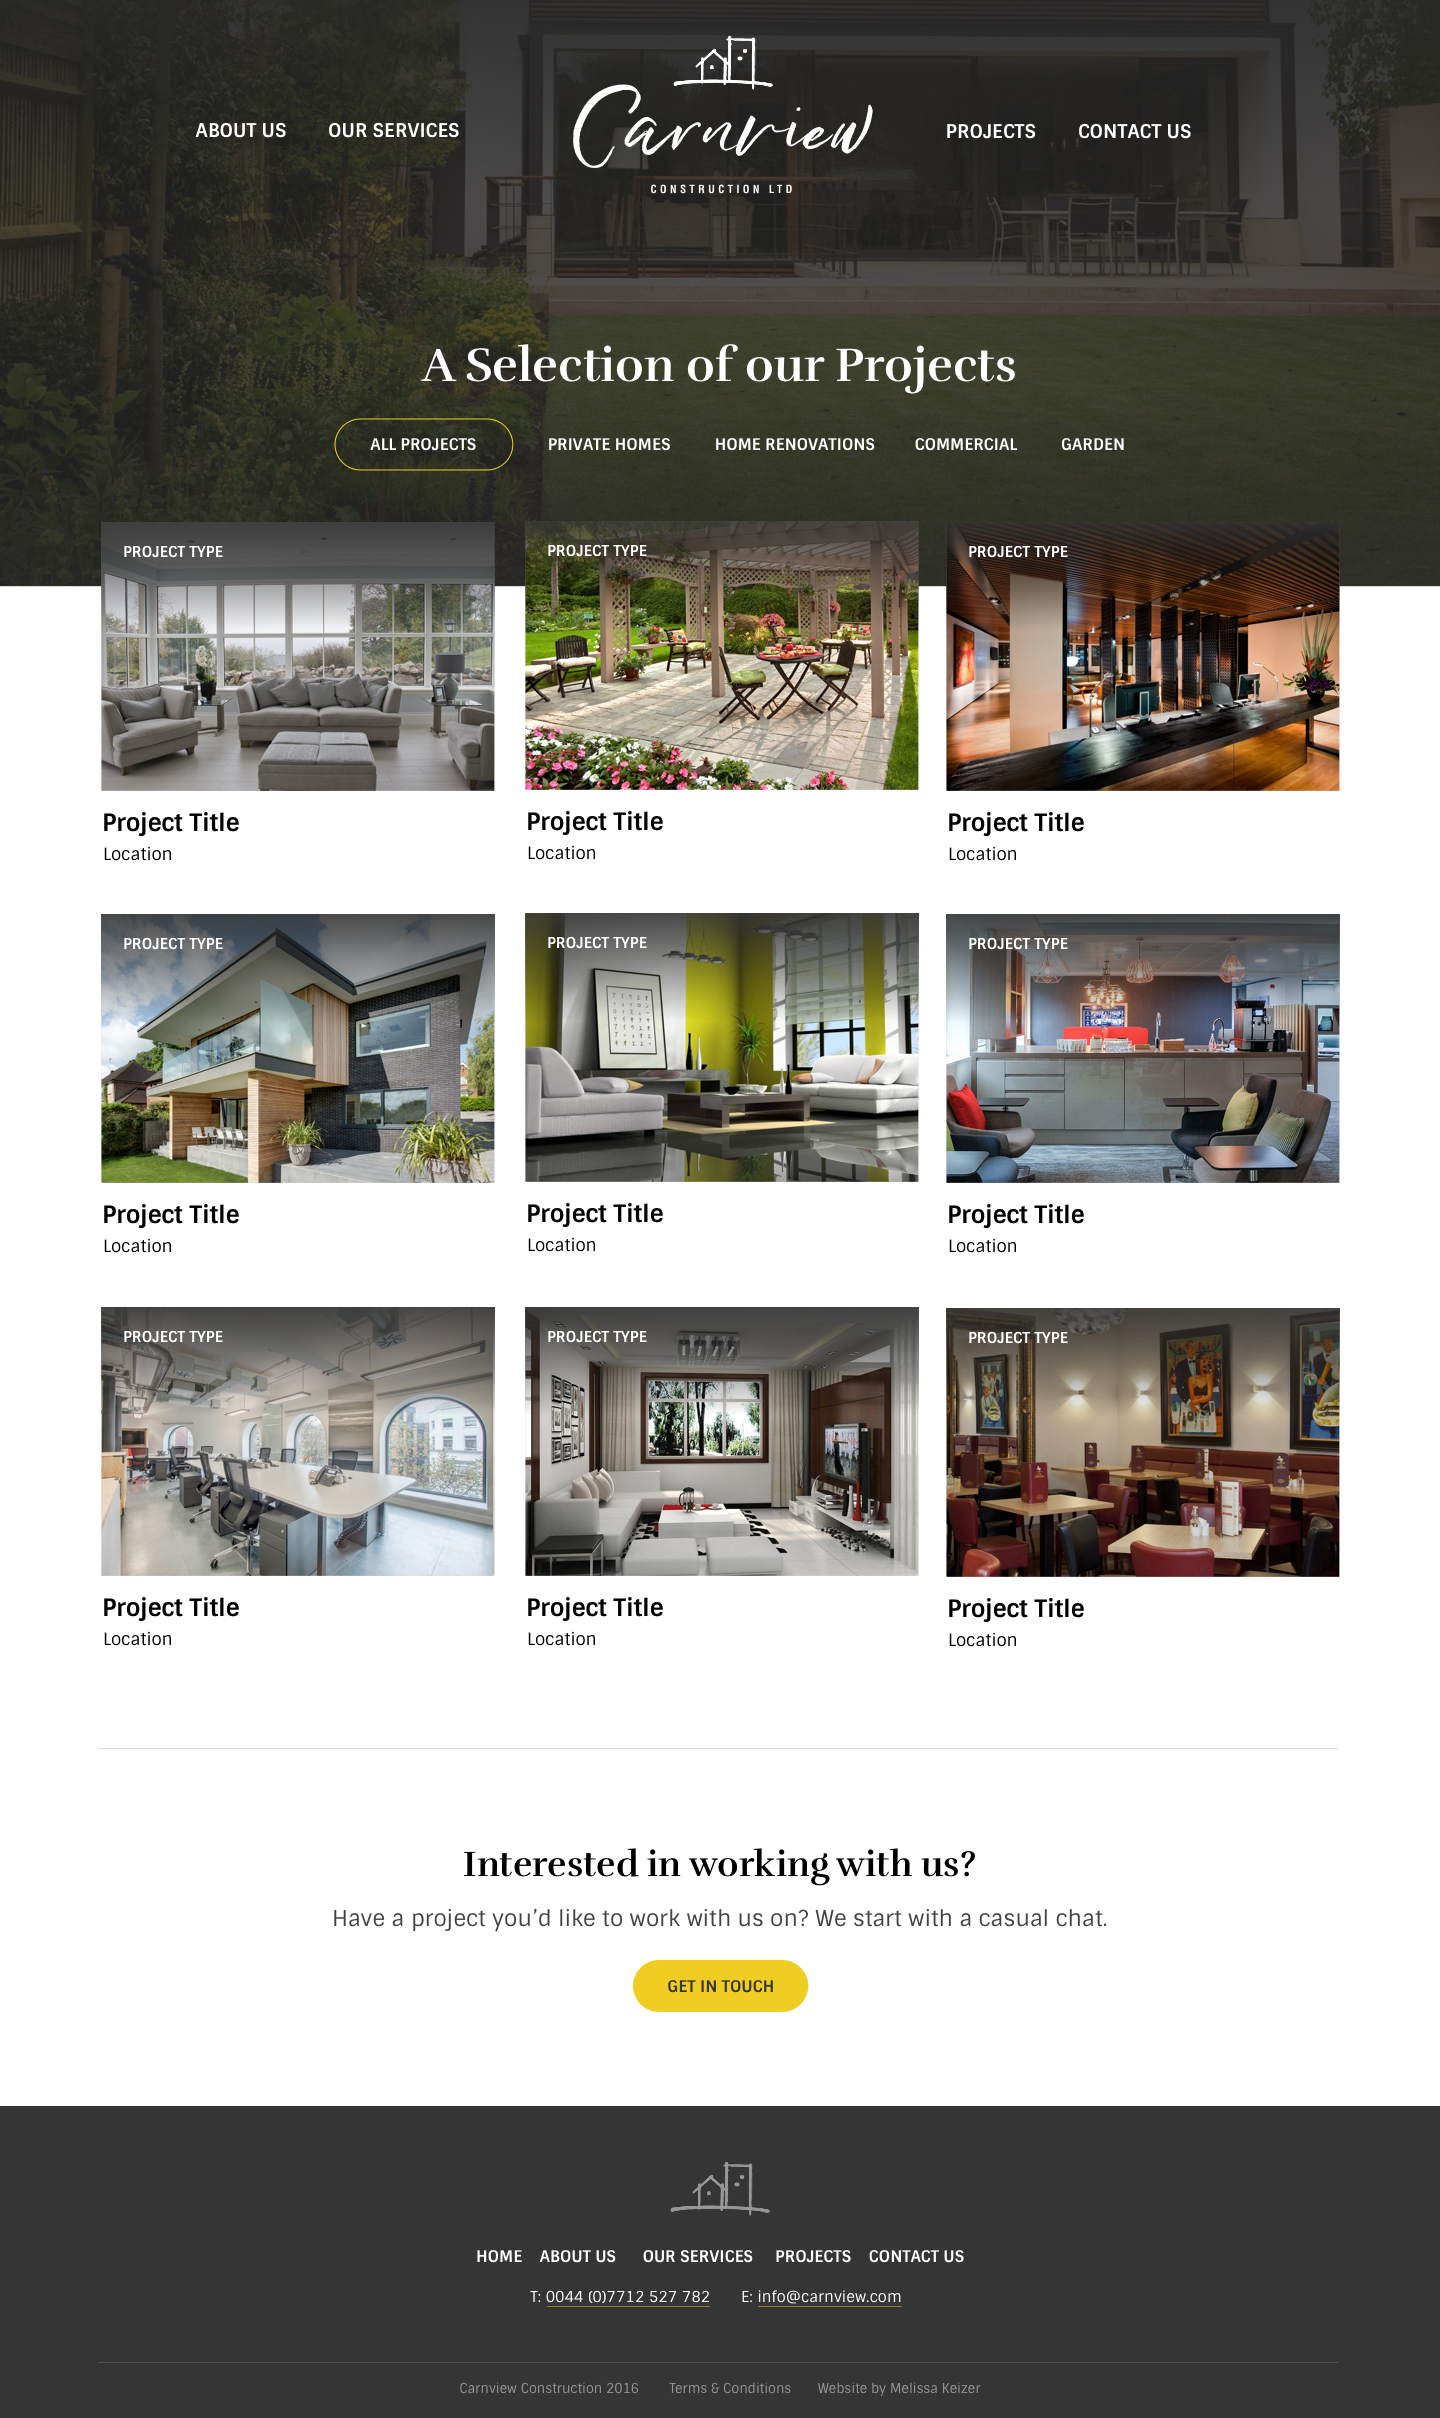 ABOUT US OUR SERVICES
Carnview
CONSTRUCTION LTD
PROJECTS CONTACT US
A Selection of our Projects
ALL PROJECTS PRIVATE HOMES HOME RENOVATIONS COMMERCIAL GARDEN
PROJECT TYPE
Project Title
Location
PROJECT TYPE
Project Title
Location
PROJECT TYPE
Project Title
Location
PROJECT TYPE
Project Title
Location
PROJECT TYPE
Project Title
Location
PROJECT TYPE
Project Title
Location
PROJECT TYPE
Project Title
Location
PROJECT TYPE
Project Title
Location
PROJECT TYPE
Project Title
Location
Interested in working with us?
Have a project you’d like to work with us on? We start with a casual chat.
GET IN TOUCH
HOME ABOUT US OUR SERVICES PROJECTS CONTACT US
T: 0044 (0)7712 527 782 E: info@carnview.com
Carnview Construction 2016 Terms & Conditions Website by Melissa Keizer